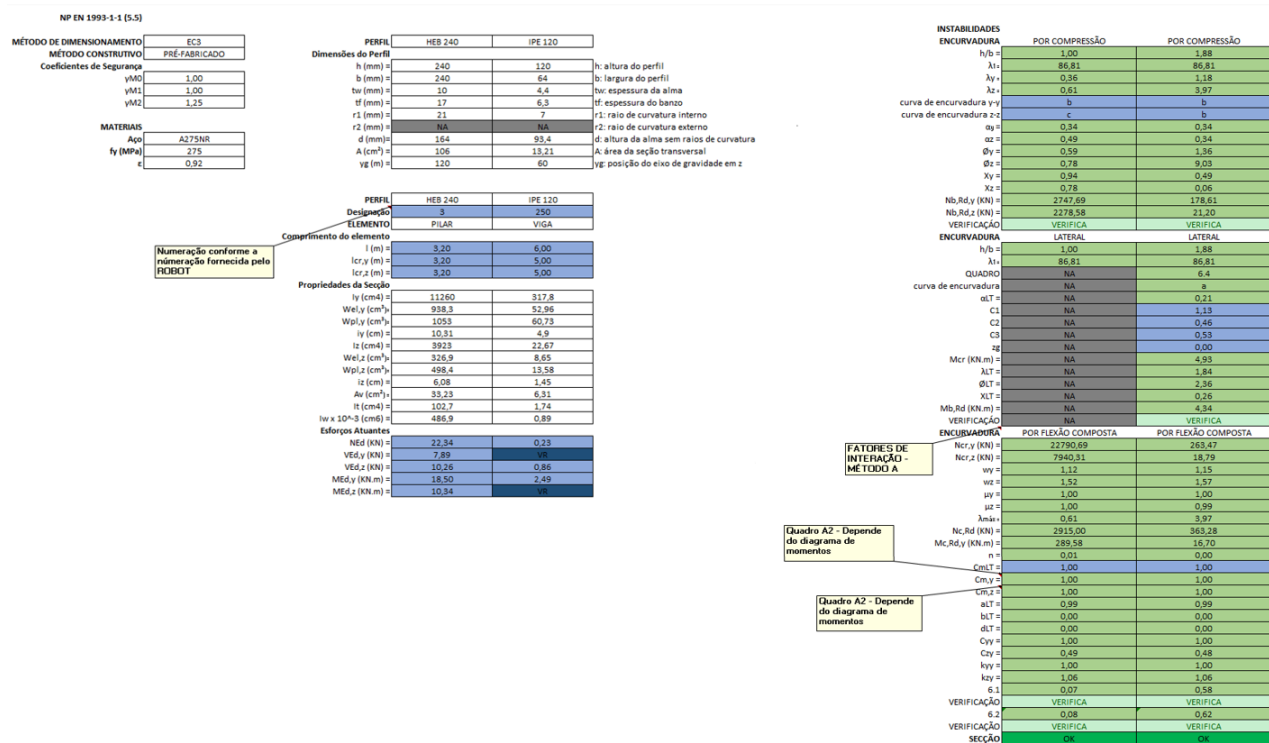 NP EN 1993-1-1 (5.5)
MÉTODO DE DIMENSIONAMENTO EC3
MÉTODO CONSTRUTIVO PRÉ-FABRICADO
Coeficientes de Segurança
γM0 1,00
γM1 1,00
γM2 1,25
MATERIAIS
Aço A275NR
fy (MPa) 275
ε 0,92
PERFIL HEB 240 IPE 120
Dimensões do Perfil
h (mm) = 240 120 h: altura do perfil
b (mm) = 240 64 b: largura do perfil
tw (mm) = 10 4,4 tw: espessura da alma
tf (mm) = 17 6,3 tf: espessura do banzo
r1 (mm) = 21 7 r1: raio de curvatura interno
r2 (mm) = NA NA r2: raio de curvatura externo
d (mm)= 164 93,4 d: altura da alma sem raios de curvatura
A (cm²) = 106 13,21 A: área da seção transversal
yg (m) = 120 60 yg: posição do eixo de gravidade em z
PERFIL HEB 240 IPE 120
Designação 3 250
ELEMENTO PILAR VIGA
Numeração conforme a
númeração fornecida pelo
ROBOT
Comprimento do elemento
l (m) = 3,20 6,00
lcr,y (m) = 3,20 5,00
lcr,z (m) = 3,20 5,00
Propriedades da Secção
Iy (cm4) = 11260 317,8
Wel,y (cm³)= 938,3 52,96
Wpl,y (cm³)= 1053 60,73
iy (cm) = 10,31 4,9
Iz (cm4) = 3923 22,67
Wel,z (cm³)= 326,9 8,65
Wpl,z (cm³)= 498,4 13,58
iz (cm) = 6,08 1,45
Av (cm²)= 33,23 6,31
It (cm4) = 102,7 1,74
Iw x 10^-3 (cm6) = 486,9 0,89
Esforços Atuantes
NEd (KN) = 22,34 0,23
VEd,y (KN) = 7,89 VR
VEd,z (KN) = 10,26 0,86
MEd,y (KN.m) = 18,50 2,49
MEd,z (KN.m) = 10,34 VR
INSTABILIDADES
ENCURVADURA POR COMPRESSÃO POR COMPRESSÃO
h/b = 1,00 1,88
λ1= 86,81 86,81
λy = 0,36 1,18
λz = 0,61 3,97
curva de encurvadura y-y b b
curva de encurvadura z-z c b
αy = 0,34 0,34
αz = 0,49 0,34
Øy = 0,59 1,36
Øz = 0,78 9,03
Xy = 0,94 0,49
Xz = 0,78 0,06
Nb,Rd,y (KN) = 2747,69 178,61
Nb,Rd,z (KN) = 2278,58 21,20
VERIFICAÇÃO VERIFICA VERIFICA
ENCURVADURA LATERAL LATERAL
h/b = 1,00 1,88
λ1= 86,81 86,81
QUADRO NA 6.4
curva de encurvadura NA a
αLT = NA 0,21
C1 NA 1,13
C2 NA 0,46
C3 NA 0,53
zg NA 0,00
Mcr (KN.m) = NA 4,93
λLT = NA 1,84
ØLT = NA 2,36
XLT = NA 0,26
Mb,Rd (KN.m) = NA 4,34
VERIFICAÇÃO NA VERIFICA
FATORES DE
INTERAÇÃO -
MÉTODO A
ENCURVADURA POR FLEXÃO COMPOSTA POR FLEXÃO COMPOSTA
Ncr,y (KN) = 22790,69 263,47
Ncr,z (KN) = 7940,31 18,79
wy = 1,12 1,15
wz = 1,52 1,57
μy = 1,00 1,00
μz = 1,00 0,99
λmáx = 0,61 3,97
Nc,Rd (KN) = 2915,00 363,28
Mc,Rd,y (KN.m) = 289,58 16,70
n = 0,01 0,00
CmLT = 1,00 1,00
Quadro A2 - Depende
do diagrama de
momentos
Cm,y = 1,00 1,00
Cm,z = 1,00 1,00
Quadro A2 - Depende
do diagrama de
momentos
aLT = 0,99 0,99
bLT = 0,00 0,00
dLT = 0,00 0,00
Cyy = 1,00 1,00
Czy = 0,49 0,48
kyy = 1,00 1,00
kzy = 1,06 1,06
6.1 0,07 0,58
VERIFICAÇÃO VERIFICA VERIFICA
6.2 0,08 0,62
VERIFICAÇÃO VERIFICA VERIFICA
SECÇÃO OK OK